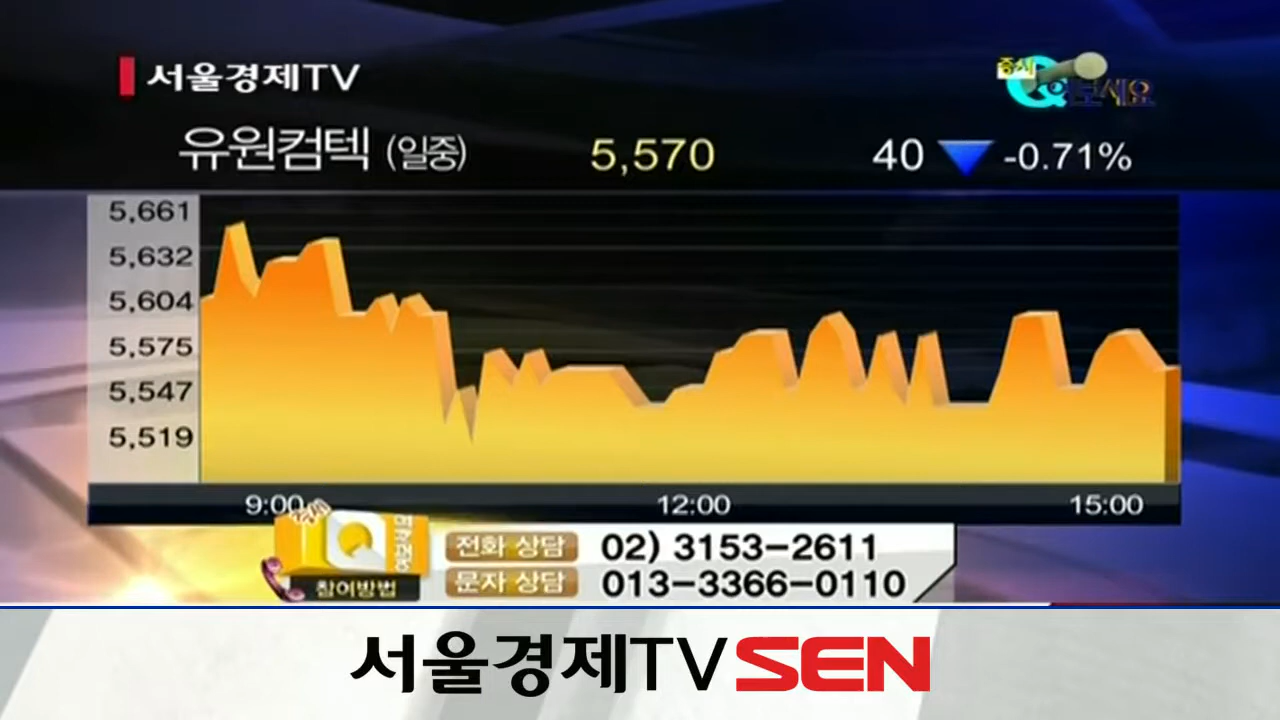 서울경제TV
증시
유원컴텍 (일중) 5,570 40 ▼ -0.71%
5,661
5,632
5,604
5,575
5,547
5,519
9:00 12:00 15:00
참여방법
전화 상담 02) 3153-2611
문자 상담 013-3366-0110
서울경제TV SEN